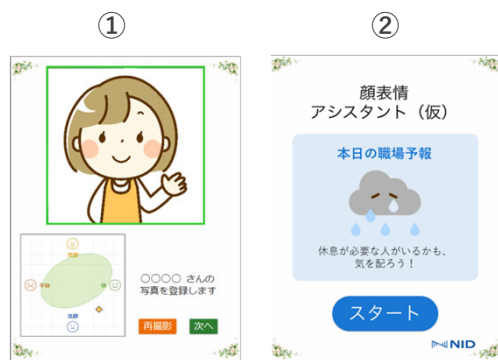 ①
②
〇〇〇〇 さんの
写真を登録します
再撮影
次へ
顔表情
アシスタント（仮）
本日の職場予報
休息が必要な人がいるかも、
気を配ろう！
スタート
NID